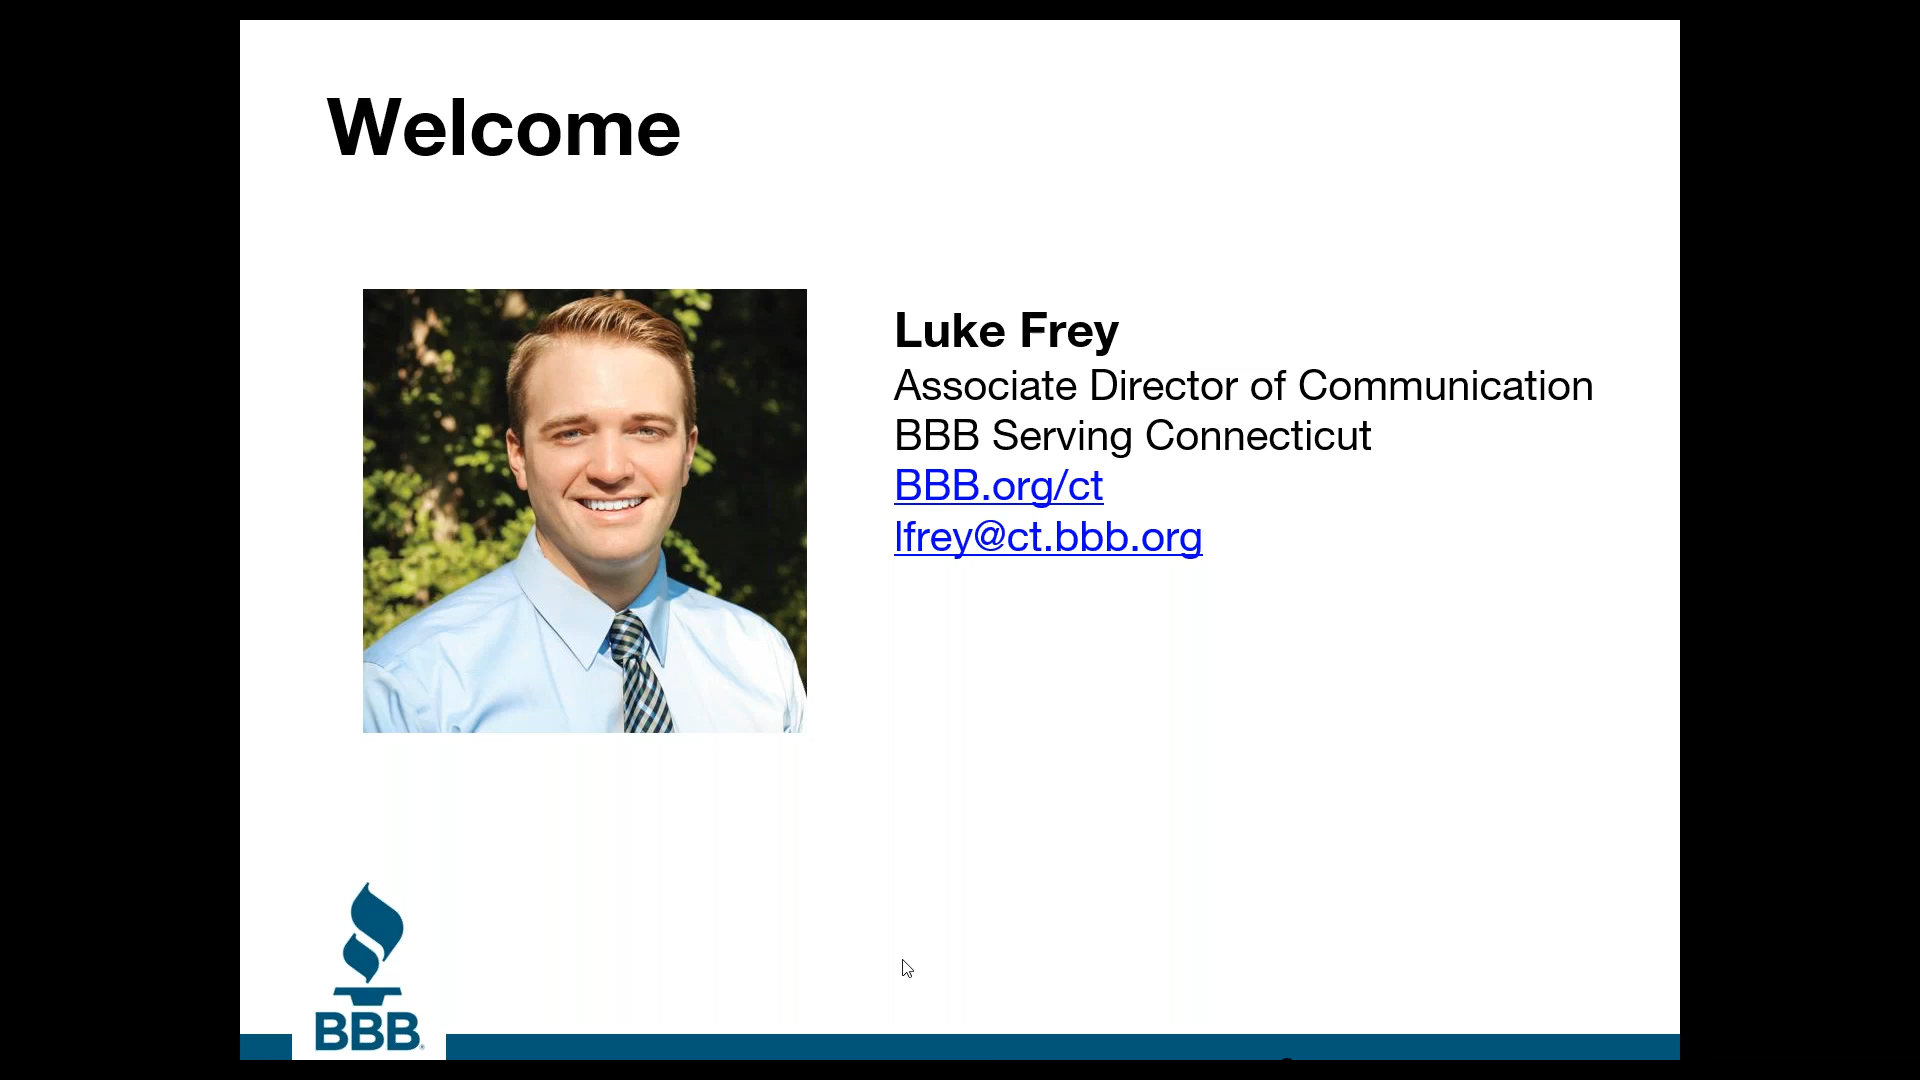 Welcome
Luke Frey
Associate Director of Communication
BBB Serving Connecticut
BBB.org/ct
lfrey@ct.bbb.org
BBB®